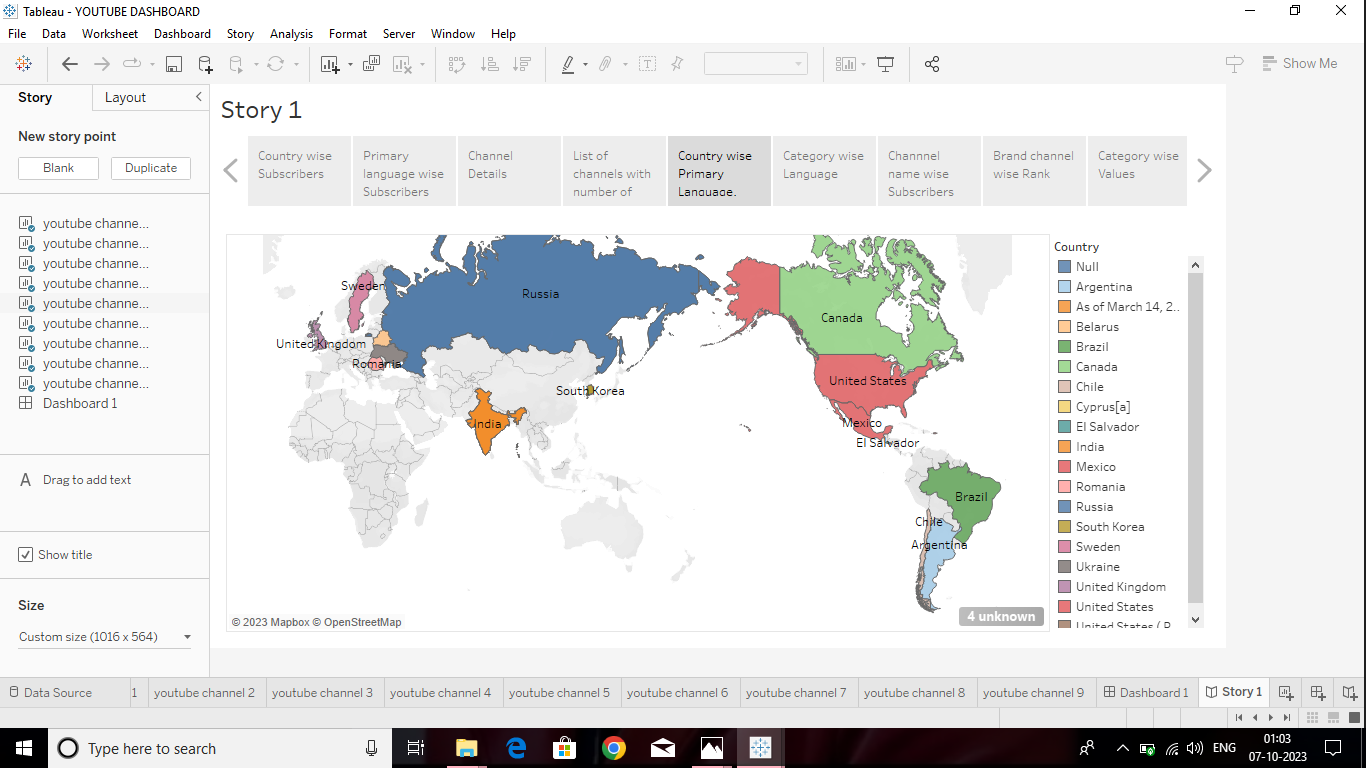 Tableau - YOUTUBE DASHBOARD
File Data Worksheet Dashboard Story Analysis Format Server Window Help
Show Me
Story Layout
New story point
Blank Duplicate
youtube channe...
youtube channe...
youtube channe...
youtube channe...
youtube channe...
youtube channe...
youtube channe...
youtube channe...
youtube channe...
Dashboard 1
A Drag to add text
Show title
Size
Custom size (1016 x 564)
Story 1
Country wise
Subscribers
Primary
language wise
Subscribers
Channel
Details
List of
channels with
number of
Country wise
Primary
Language.
Category wise
Language
Channnel
name wise
Subscribers
Brand channel
wise Rank
Category wise
Values
Sweden
Russia
United Kingdom
Romania
South Korea
India
Canada
United States
Mexico
El Salvador
Brazil
Chile
Argentina
4 unknown
© 2023 Mapbox © OpenStreetMap
Country
Null
Argentina
As of March 14, 2..
Belarus
Brazil
Canada
Chile
Cyprus[a]
El Salvador
India
Mexico
Romania
Russia
South Korea
Sweden
Ukraine
United Kingdom
United States
United States ( P..
Data Source 1 youtube channel 2 youtube channel 3 youtube channel 4 youtube channel 5 youtube channel 6 youtube channel 7 youtube channel 8 youtube channel 9 Dashboard 1 Story 1
Type here to search
ENG
01:03
07-10-2023